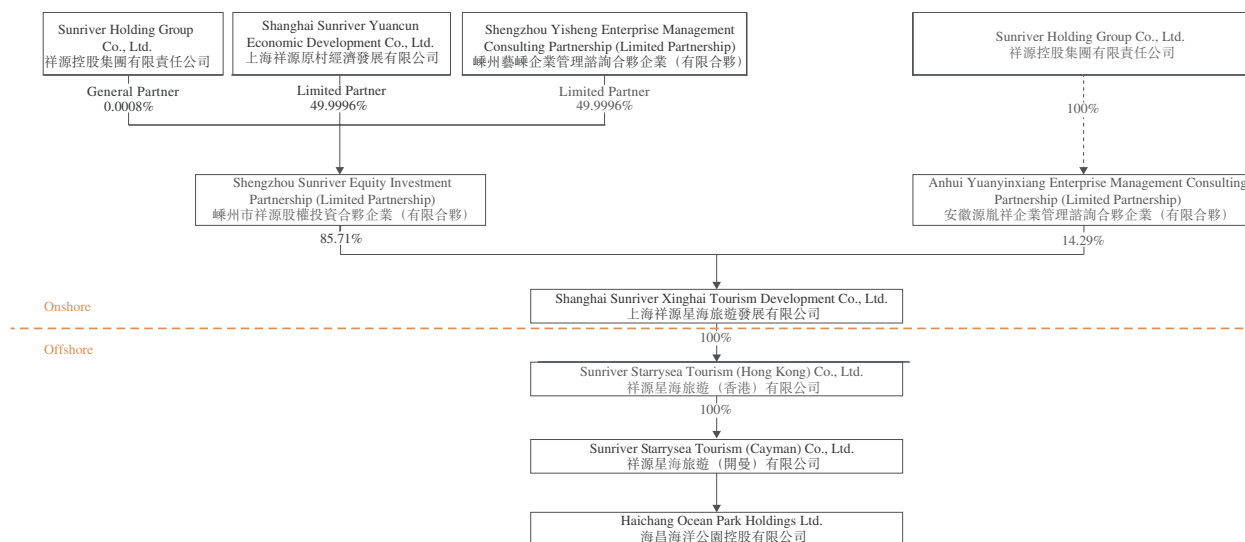 Sunriver Holding Group
Co., Ltd.
祥源控股集團有限責任公司
Shanghai Sunriver Yuancun
Economic Development Co., Ltd.
上海祥源原村經濟發展有限公司
Shengzhou Yisheng Enterprise Management
Consulting Partnership (Limited Partnership)
嵊州藝嵊企業管理諮詢合夥企業（有限合夥）
Sunriver Holding Group Co., Ltd.
祥源控股集團有限責任公司
General Partner
0.0008%
Limited Partner
49.9996%
Limited Partner
49.9996%
100%
Shengzhou Sunriver Equity Investment
Partnership (Limited Partnership)
嵊州市祥源股權投資合夥企業（有限合夥）
Anhui Yuanyinxiang Enterprise Management Consulting
Partnership (Limited Partnership)
安徽源胤祥企業管理諮詢合夥企業（有限合夥）
85.71%
14.29%
Shanghai Sunriver Xinghai Tourism Development Co., Ltd.
上海祥源星海旅遊發展有限公司
Onshore
Offshore
100%
Sunriver Starrysea Tourism (Hong Kong) Co., Ltd.
祥源星海旅遊（香港）有限公司
100%
Sunriver Starrysea Tourism (Cayman) Co., Ltd.
祥源星海旅遊（開曼）有限公司
Haichang Ocean Park Holdings Ltd.
海昌海洋公園控股有限公司